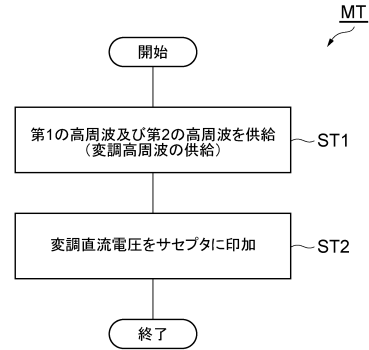 MT
開始
第1の高周波及び第2の高周波を供給
(変調高周波の供給)
ST1
変調直流電圧をサセプタに印加
ST2
終了